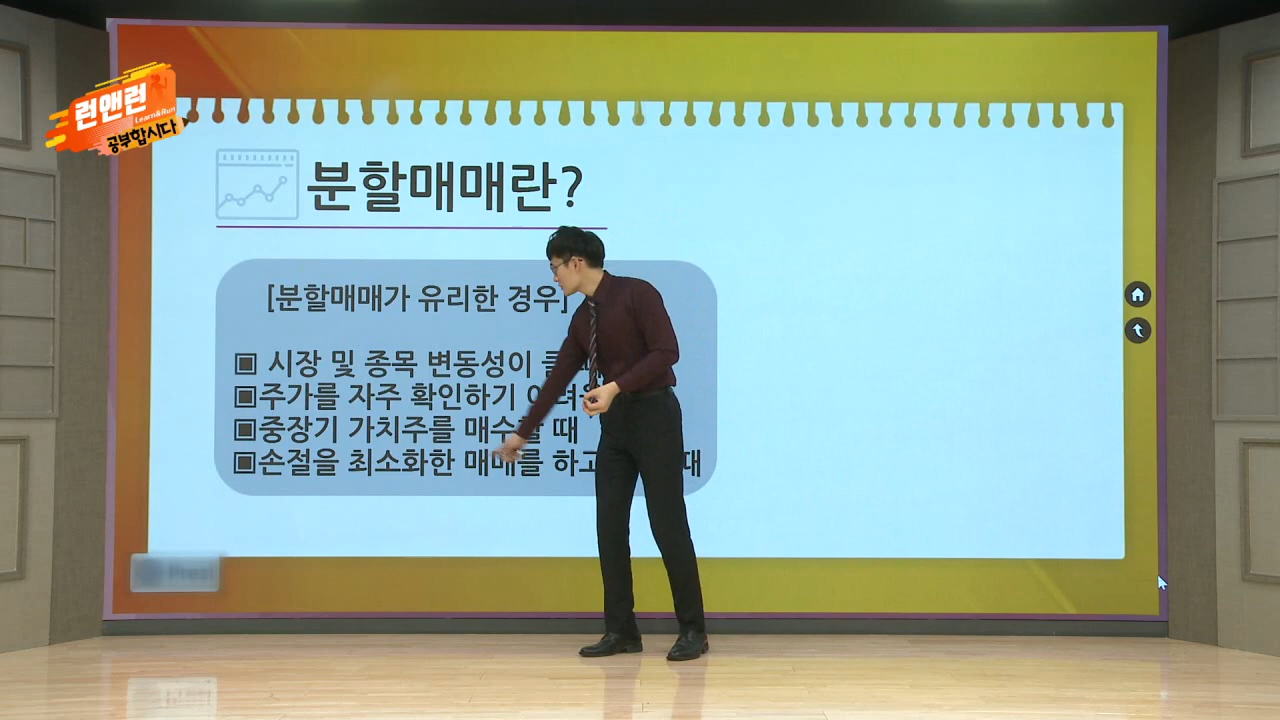 런앤런
Learn&Run
공부합시다
분할매매란?
[분할매매가 유리한 경우]
▣ 시장 및 종목 변동성이
▣주가를 자주 확인하기
▣중장기 가치주를 매수할 때
▣손절을 최소화한 매매를 하고 때